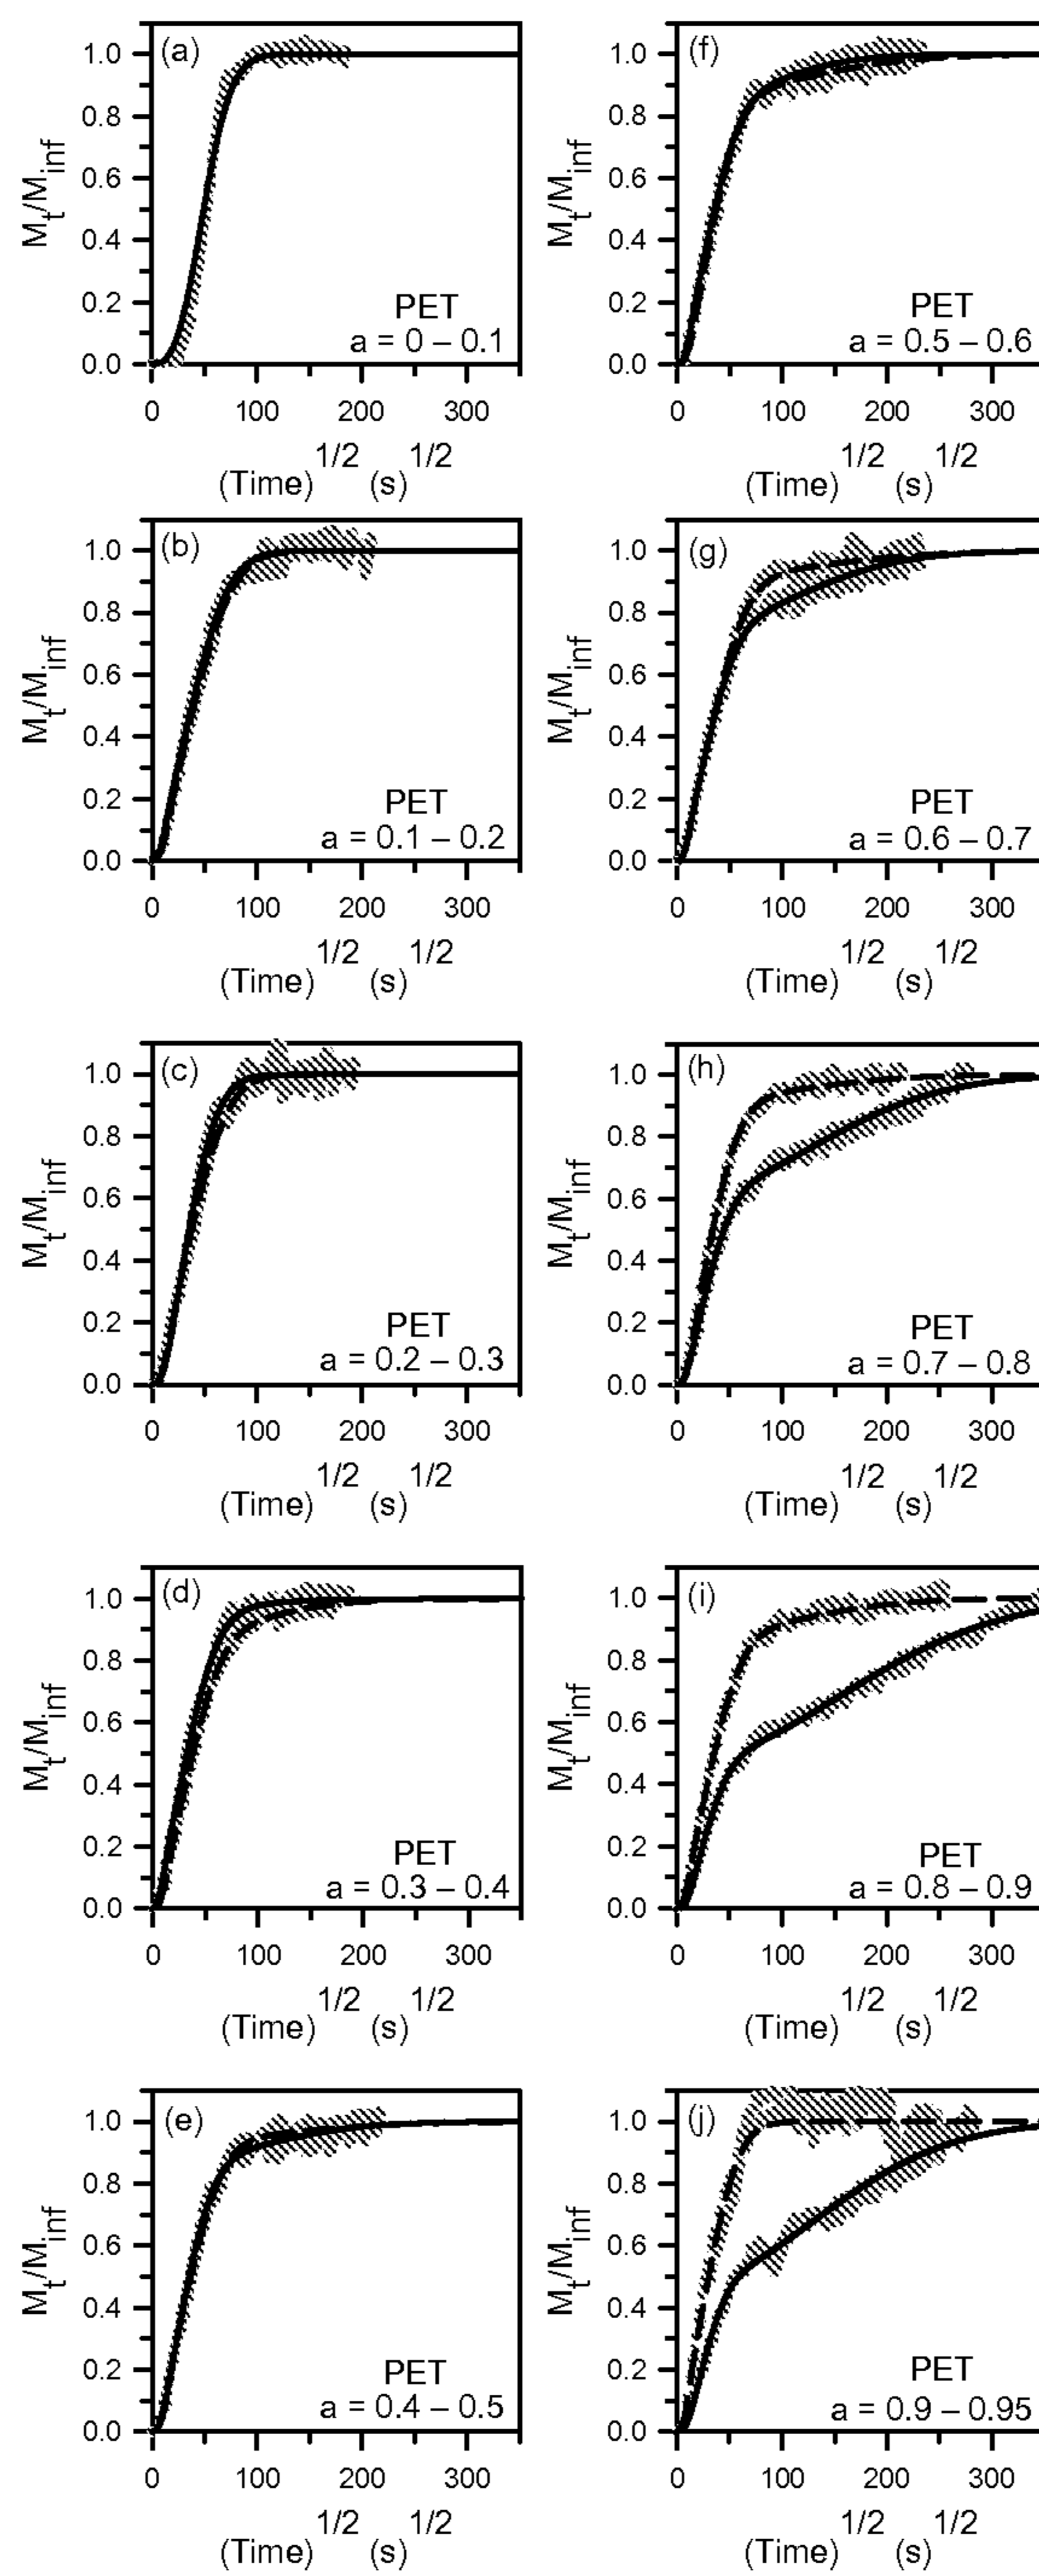 (a)
M_t/M_inf
1.0
0.8
0.6
0.4
0.2
0.0
PET
a = 0 – 0.1
0 100 200 300
(Time)^1/2 (s)^1/2
(f)
M_t/M_inf
1.0
0.8
0.6
0.4
0.2
0.0
PET
a = 0.5 – 0.6
0 100 200 300
(Time)^1/2 (s)^1/2
(b)
M_t/M_inf
1.0
0.8
0.6
0.4
0.2
0.0
PET
a = 0.1 – 0.2
0 100 200 300
(Time)^1/2 (s)^1/2
(g)
M_t/M_inf
1.0
0.8
0.6
0.4
0.2
0.0
PET
a = 0.6 – 0.7
0 100 200 300
(Time)^1/2 (s)^1/2
(c)
M_t/M_inf
1.0
0.8
0.6
0.4
0.2
0.0
PET
a = 0.2 – 0.3
0 100 200 300
(Time)^1/2 (s)^1/2
(h)
M_t/M_inf
1.0
0.8
0.6
0.4
0.2
0.0
PET
a = 0.7 – 0.8
0 100 200 300
(Time)^1/2 (s)^1/2
(d)
M_t/M_inf
1.0
0.8
0.6
0.4
0.2
0.0
PET
a = 0.3 – 0.4
0 100 200 300
(Time)^1/2 (s)^1/2
(i)
M_t/M_inf
1.0
0.8
0.6
0.4
0.2
0.0
PET
a = 0.8 – 0.9
0 100 200 300
(Time)^1/2 (s)^1/2
(e)
M_t/M_inf
1.0
0.8
0.6
0.4
0.2
0.0
PET
a = 0.4 – 0.5
0 100 200 300
(Time)^1/2 (s)^1/2
(j)
M_t/M_inf
1.0
0.8
0.6
0.4
0.2
0.0
PET
a = 0.9 – 0.95
0 100 200 300
(Time)^1/2 (s)^1/2